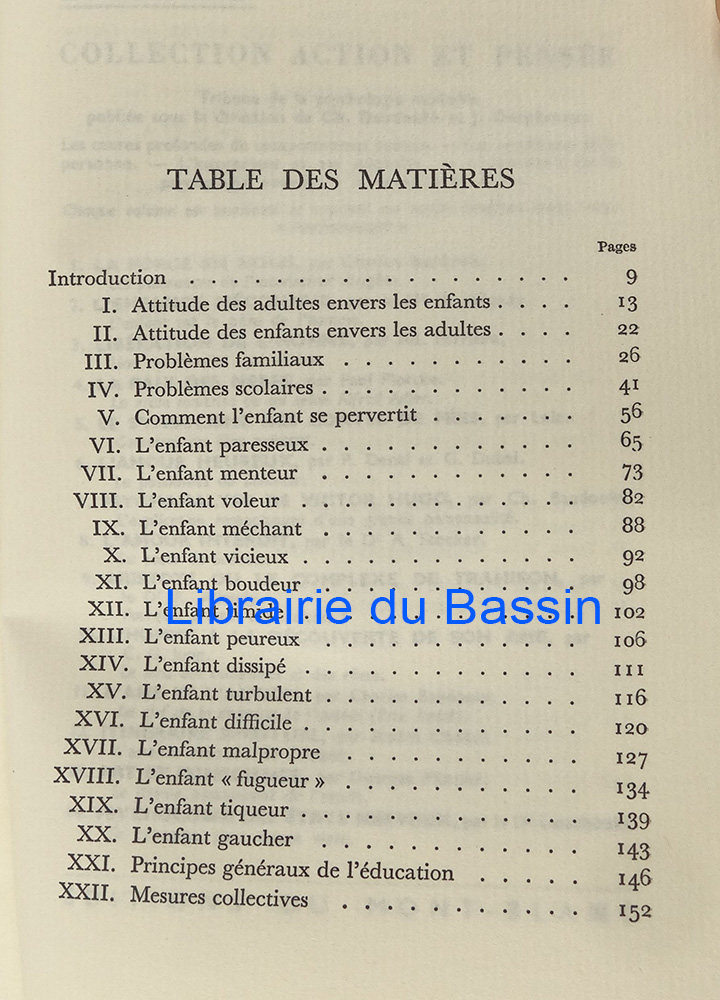 TABLE DES MATIÈRES
Pages
Introduction . . . . . . . . . . . . . . . . . . 9
I. Attitude des adultes envers les enfants . . . . 13
II. Attitude des enfants envers les adultes . . . . 22
III. Problèmes familiaux . . . . . . . . . . . 26
IV. Problèmes scolaires . . . . . . . . . . . . 41
V. Comment l'enfant se pervertit . . . . . . . 56
VI. L'enfant paresseux . . . . . . . . . . . . 65
VII. L'enfant menteur . . . . . . . . . . . . 73
VIII. L'enfant voleur . . . . . . . . . . . . . 82
IX. L'enfant méchant . . . . . . . . . . . . 88
X. L'enfant vicieux . . . . . . . . . . . . . 92
XI. L'enfant boudeur . . . . . . . . . . . . 98
XII. L'enfant timide . . . . . . . . . . . . . 102
Librairie du Bassin
XIII. L'enfant peureux . . . . . . . . . . . . 106
XIV. L'enfant dissipé . . . . . . . . . . . . 111
XV. L'enfant turbulent . . . . . . . . . . . . 116
XVI. L'enfant difficile . . . . . . . . . . . . . 120
XVII. L'enfant malpropre . . . . . . . . . . . 127
XVIII. L'enfant « fugueur » . . . . . . . . . . . 134
XIX. L'enfant tiqueur . . . . . . . . . . . . . 139
XX. L'enfant gaucher . . . . . . . . . . . . 143
XXI. Principes généraux de l'éducation . . . . . 146
XXII. Mesures collectives . . . . . . . . . . . 152